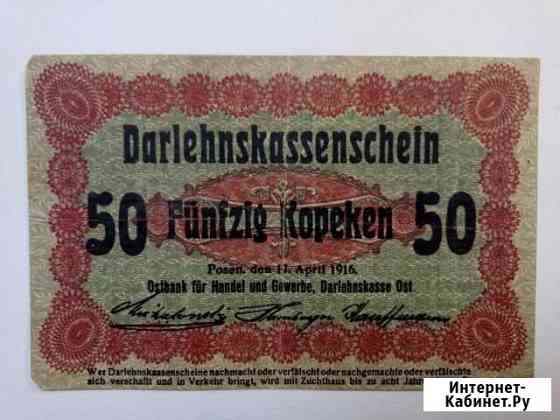 Darlehnskassenschein
50 Fünfzig Kopeken 50
Posen, den 17. April 1916.
Ostbank für Handel und Gewerbe, Darlehnskasse Ost
Wer Darlehnskassenscheine nachmacht oder verfälscht oder nachgemachte oder verfälschte
sich verschafft und in Verkehr bringt, wird mit Zuchthaus bis zu acht Jahren
Интернет-
Кабинет.Ру